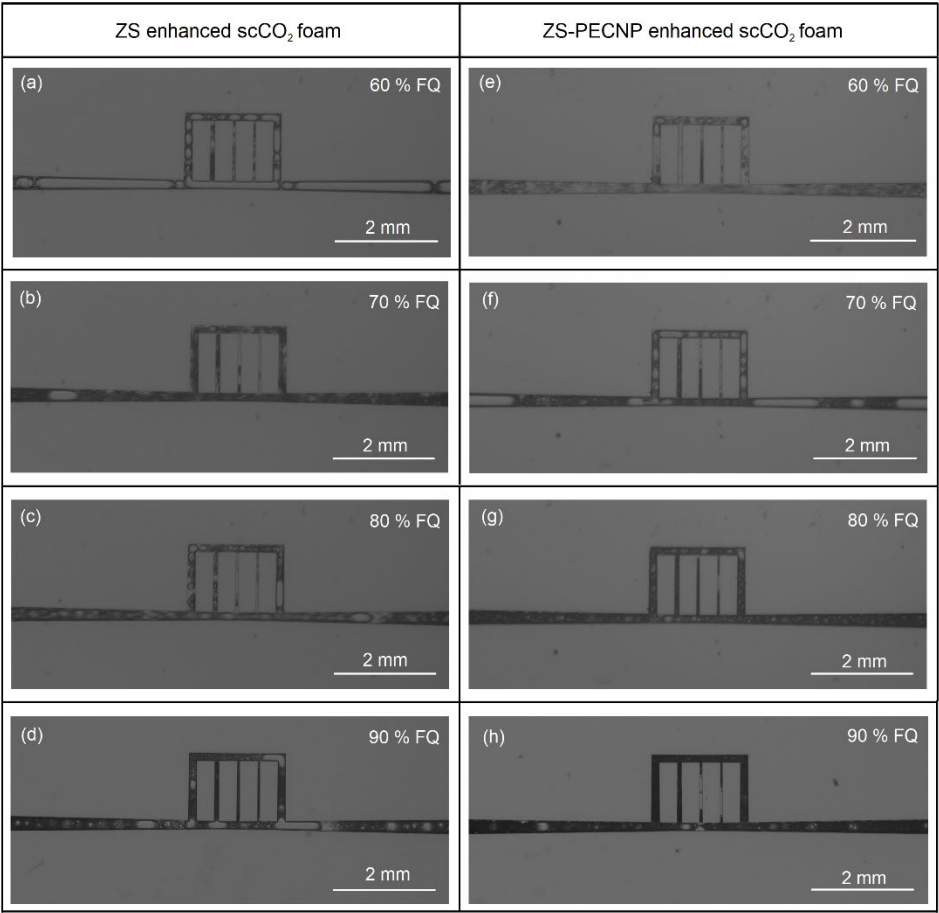 ZS enhanced scCO₂ foam
ZS-PECNP enhanced scCO₂ foam
(a)
60 % FQ
2 mm
(e)
60 % FQ
2 mm
(b)
70 % FQ
2 mm
(f)
70 % FQ
2 mm
(c)
80 % FQ
2 mm
(g)
80 % FQ
2 mm
(d)
90 % FQ
2 mm
(h)
90 % FQ
2 mm